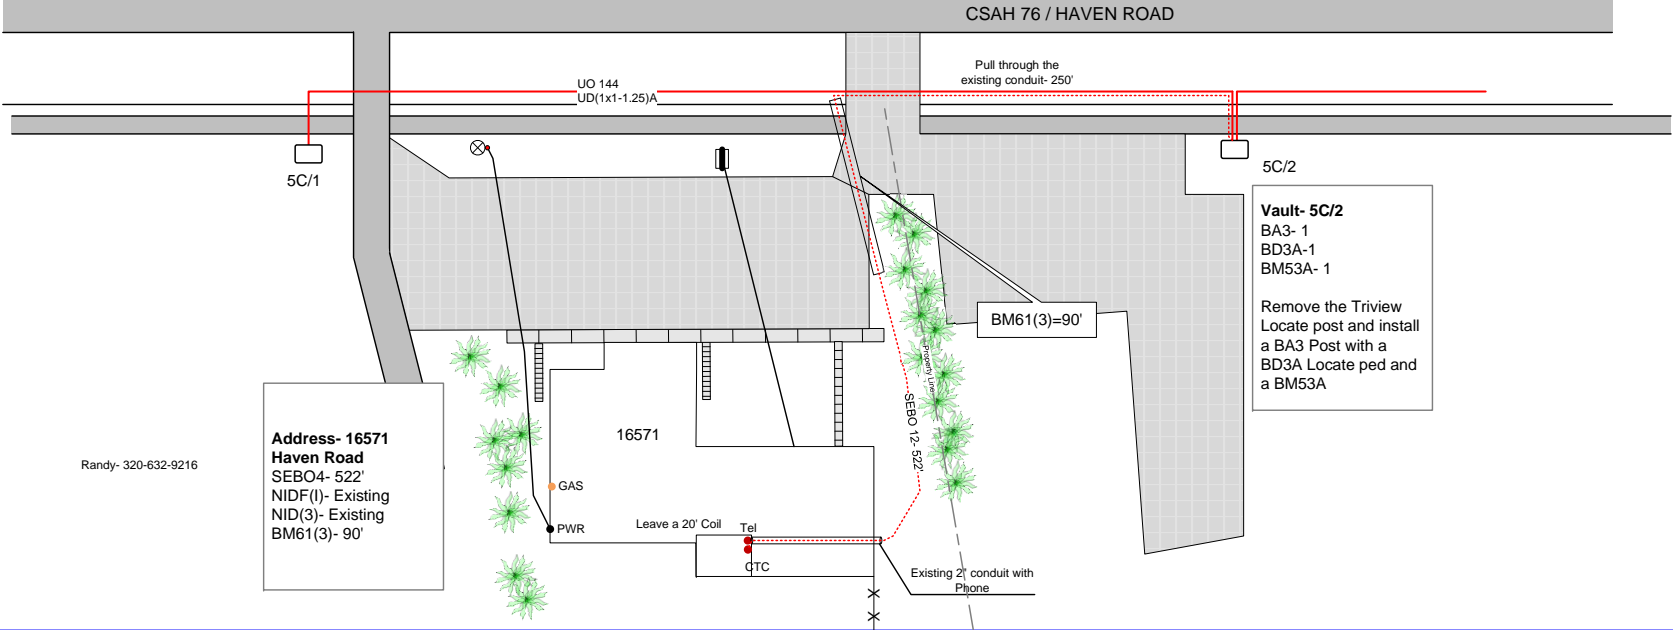 CSAH 76 / HAVEN ROAD
Pull through the
existing conduit- 250'
UO 144
UD(1x1-1.25)A
5C/1
5C/2
Vault- 5C/2
BA3- 1
BD3A-1
BM53A- 1
Remove the Triview
Locate post and install
a BA3 Post with a
BD3A Locate ped and
a BM53A
BM61(3)=90'
Property Line
SEBO 12- 522'
Address- 16571
Haven Road
SEBO4- 522'
NIDF(I)- Existing
NID(3)- Existing
BM61(3)- 90'
Randy- 320-632-9216
16571
GAS
PWR
Leave a 20' Coil
Tel
CTC
Existing 2" conduit with
Phone